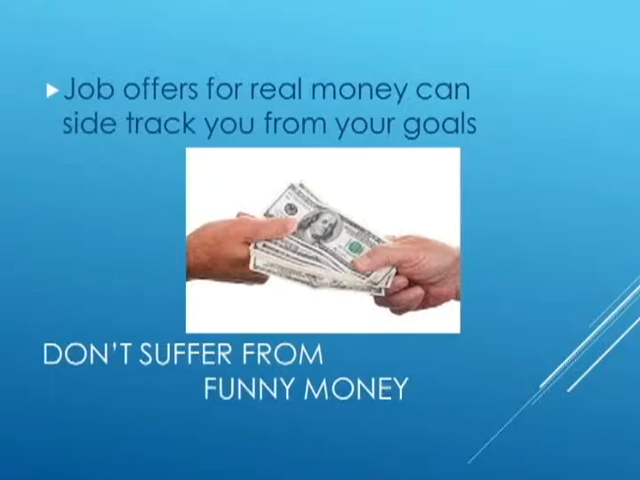 Job offers for real money can
side track you from your goals
DON'T SUFFER FROM
FUNNY MONEY